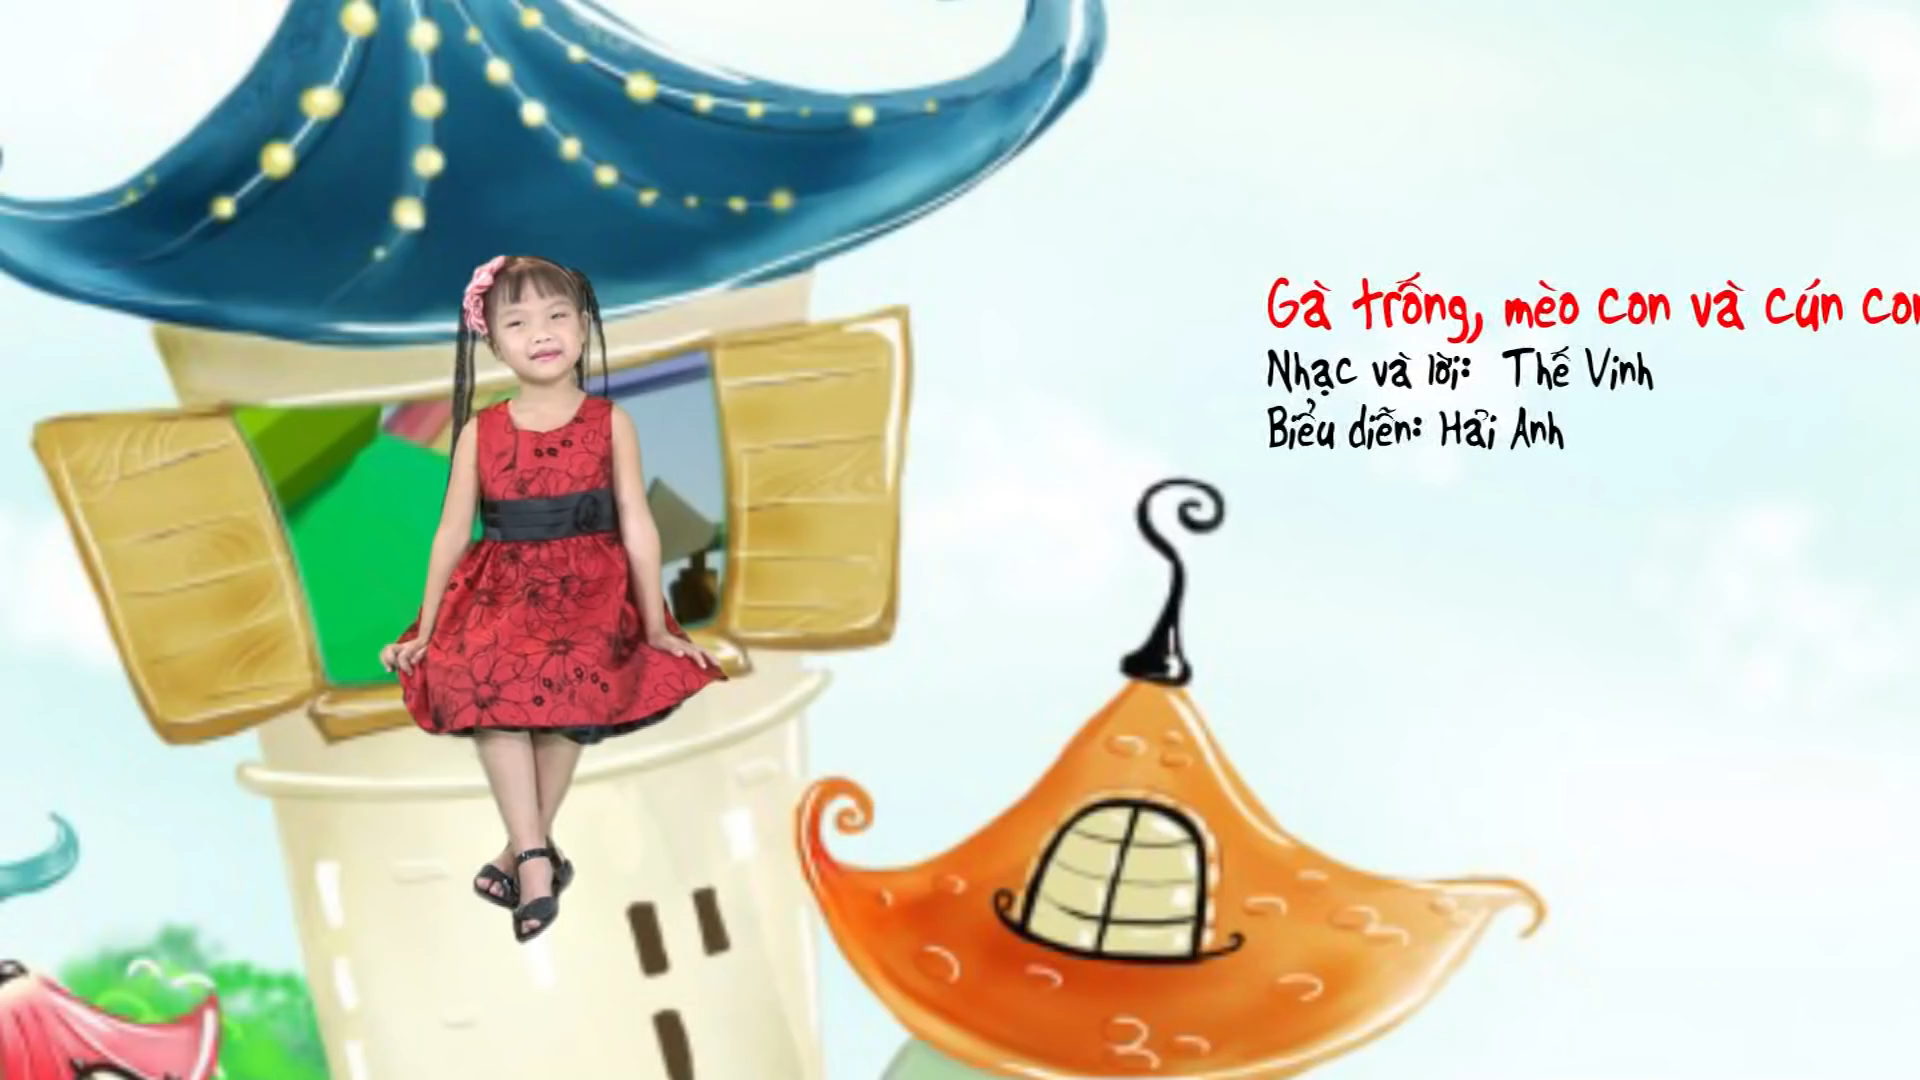 Gà trống, mèo con và cún con
Nhạc và lời: Thế Vinh
Biểu diễn: Hải Anh